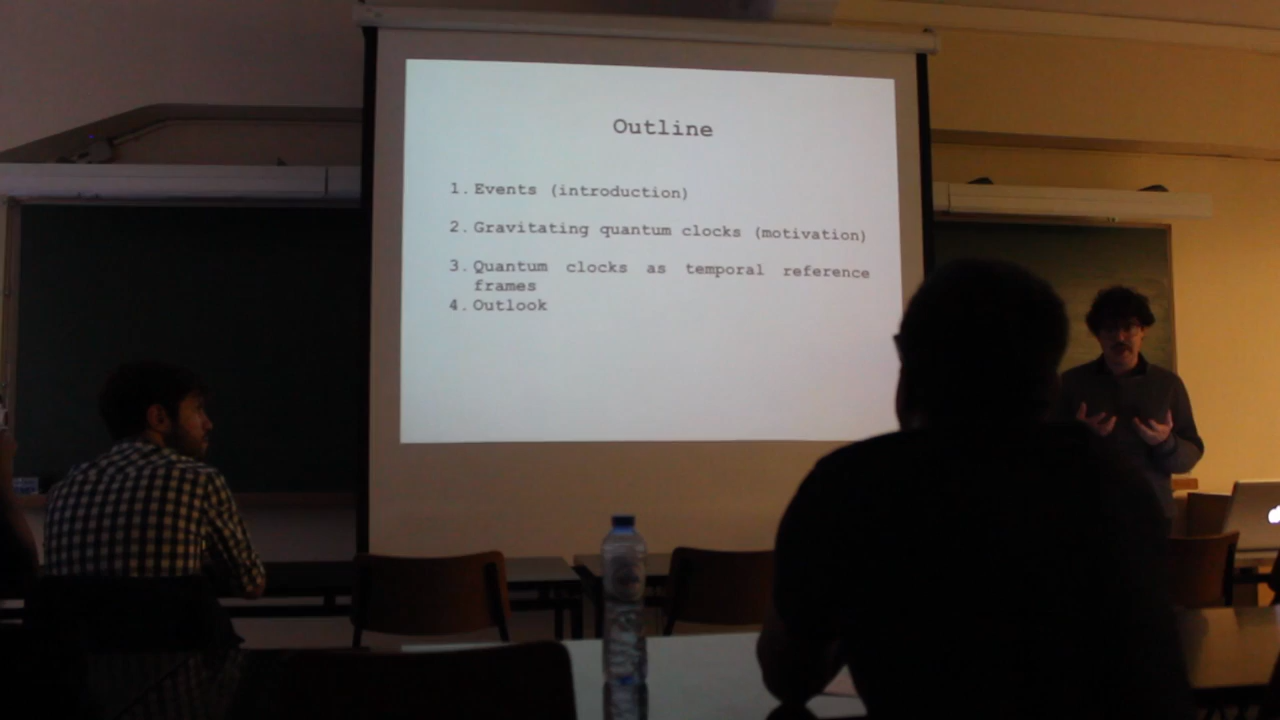 Outline
1. Events (introduction)
2. Gravitating quantum clocks (motivation)
3. Quantum clocks as temporal reference
frames
4. Outlook